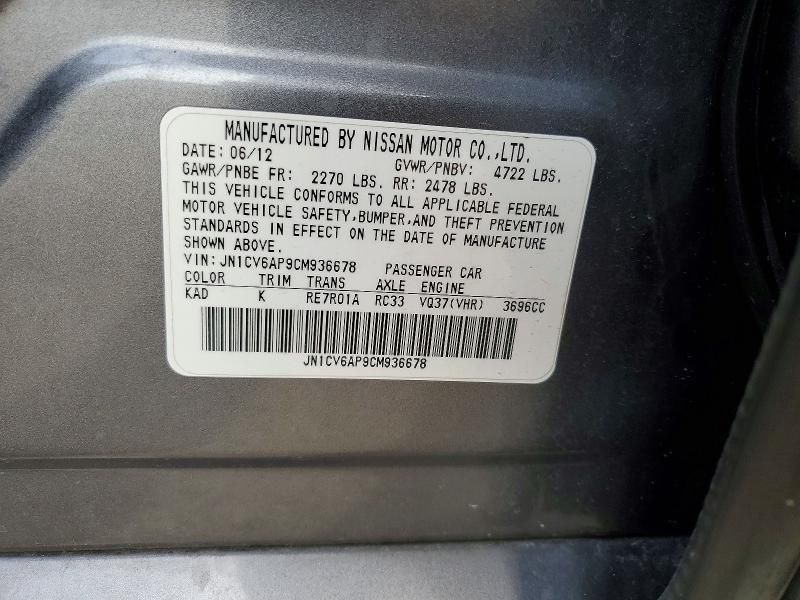 MANUFACTURED BY NISSAN MOTOR CO.,LTD.
DATE: 06/12 GVWR/PNBV: 4722 LBS.
GAWR/PNBE FR: 2270 LBS. RR: 2478 LBS.
THIS VEHICLE CONFORMS TO ALL APPLICABLE FEDERAL
MOTOR VEHICLE SAFETY,BUMPER,AND THEFT PREVENTION
STANDARDS IN EFFECT ON THE DATE OF MANUFACTURE
SHOWN ABOVE.
VIN: JN1CV6AP9CM936678 PASSENGER CAR
COLOR TRIM TRANS AXLE ENGINE
KAD K RE7R01A RC33 VQ37(VHR) 3696CC
JN1CV6AP9CM936678